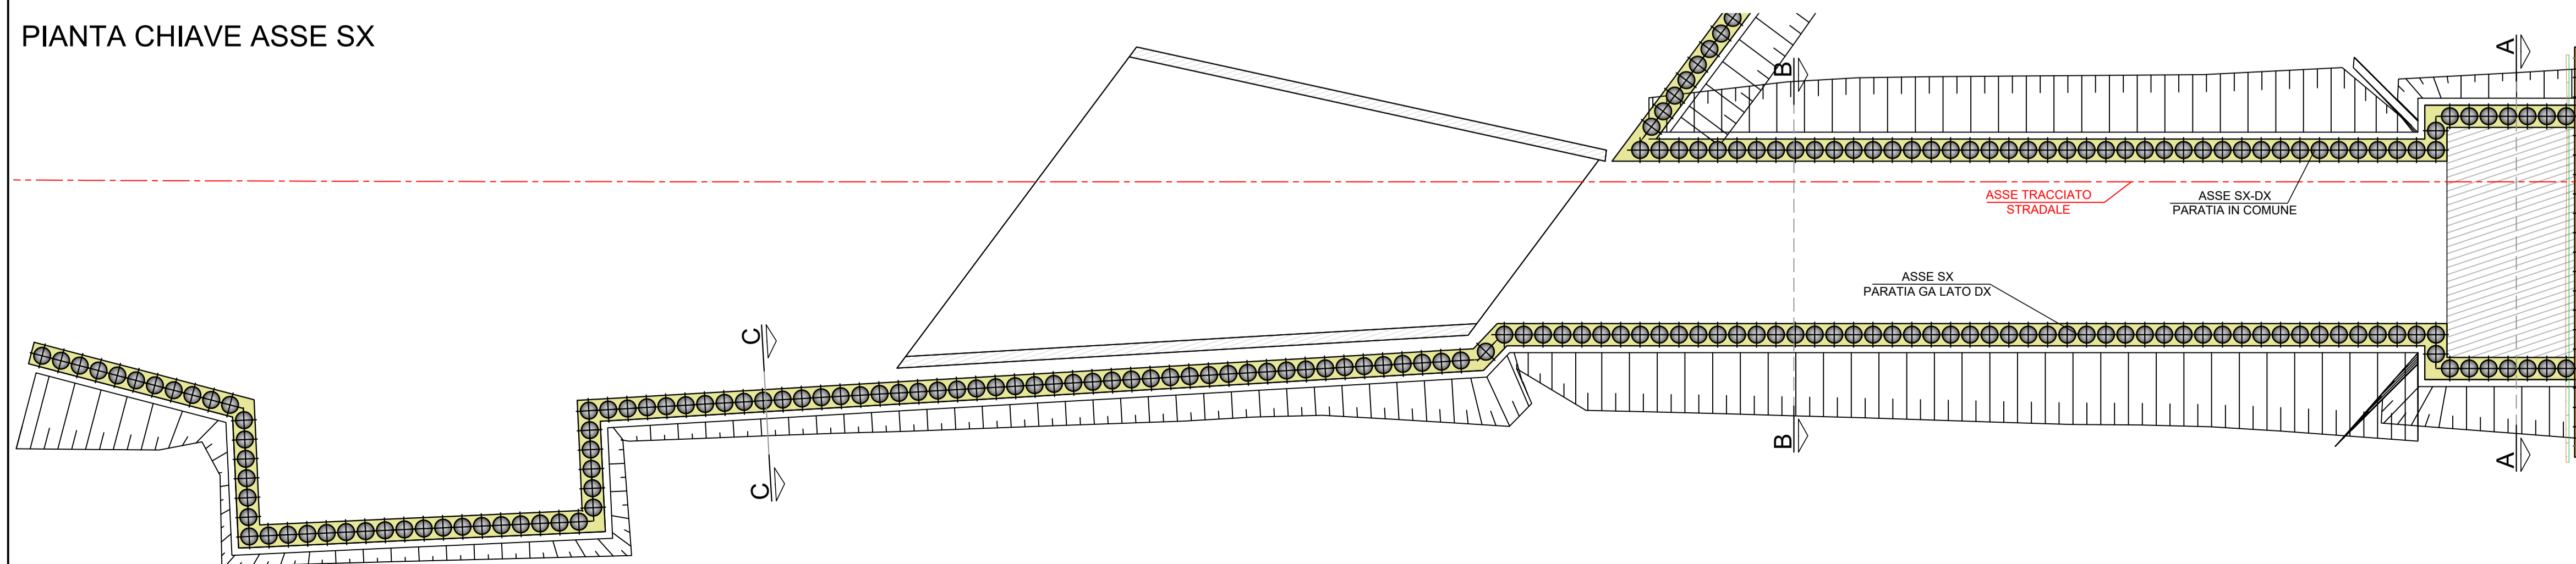 PIANTA CHIAVE ASSE SX
A
B
ASSE TRACCIATO
STRADALE
ASSE SX-DX
PARATIA IN COMUNE
ASSE SX
PARATIA GA LATO DX
C
B
A
C